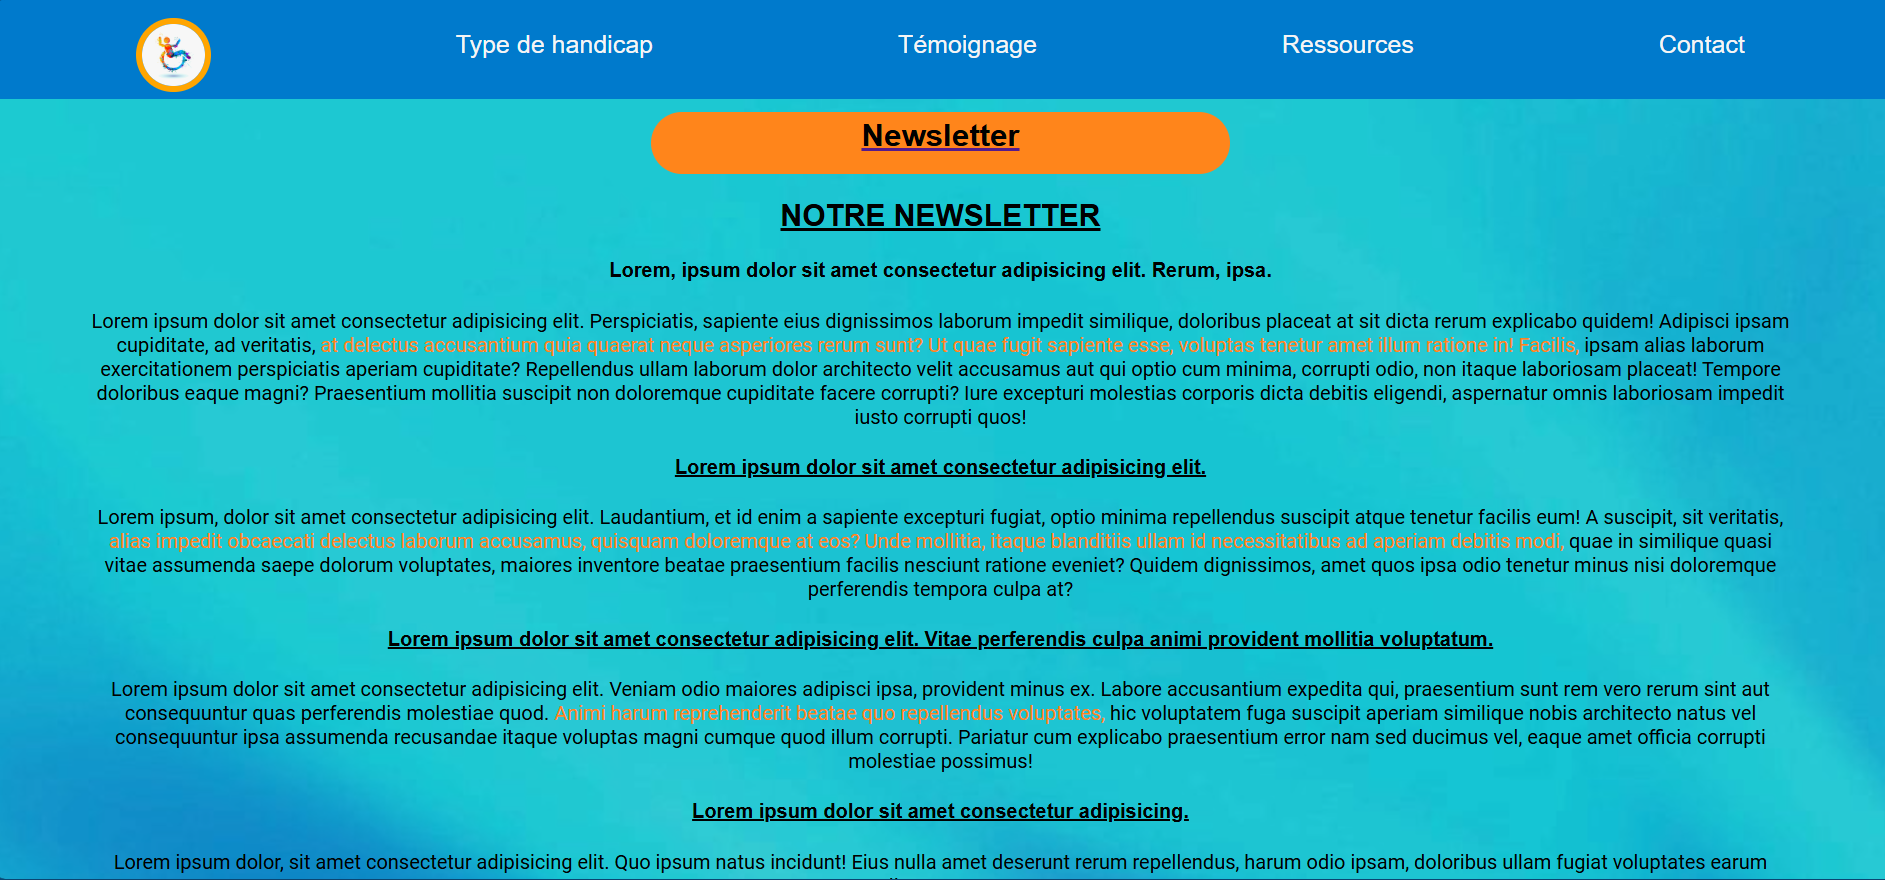 Type de handicap
Témoignage
Ressources
Contact
Newsletter
NOTRE NEWSLETTER
Lorem, ipsum dolor sit amet consectetur adipisicing elit. Rerum, ipsa.
Lorem ipsum dolor sit amet consectetur adipisicing elit. Perspiciatis, sapiente eius dignissimos laborum impedit similique, doloribus placeat at sit dicta rerum explicabo quidem! Adipisci ipsam
cupiditate, ad veritatis, at delectus accusantium quia quaerat neque asperiores rerum sunt? Ut quae fugit sapiente esse, voluptas tenetur amet illum ratione in! Facilis, ipsam alias laborum
exercitationem perspiciatis aperiam cupiditate? Repellendus ullam laborum dolor architecto velit accusamus aut qui optio cum minima, corrupti odio, non itaque laboriosam placeat! Tempore
doloribus eaque magni? Praesentium mollitia suscipit non doloremque cupiditate facere corrupti? Iure excepturi molestias corporis dicta debitis eligendi, aspernatur omnis laboriosam impedit
iusto corrupti quos!
Lorem ipsum dolor sit amet consectetur adipisicing elit.
Lorem ipsum, dolor sit amet consectetur adipisicing elit. Laudantium, et id enim a sapiente excepturi fugiat, optio minima repellendus suscipit atque tenetur facilis eum! A suscipit, sit veritatis,
alias impedit obcaecati delectus laborum accusamus, quisquam doloremque at eos? Unde mollitia, itaque blanditiis ullam id necessitatibus ad aperiam debitis modi, quae in similique quasi
vitae assumenda saepe dolorum voluptates, maiores inventore beatae praesentium facilis nesciunt ratione eveniet? Quidem dignissimos, amet quos ipsa odio tenetur minus nisi doloremque
perferendis tempora culpa at?
Lorem ipsum dolor sit amet consectetur adipisicing elit. Vitae perferendis culpa animi provident mollitia voluptatum.
Lorem ipsum dolor sit amet consectetur adipisicing elit. Veniam odio maiores adipisci ipsa, provident minus ex. Labore accusantium expedita qui, praesentium sunt rem vero rerum sint aut
consequuntur quas perferendis molestiae quod. Animi harum reprehenderit beatae quo repellendus voluptates, hic voluptatem fuga suscipit aperiam similique nobis architecto natus vel
consequuntur ipsa assumenda recusandae itaque voluptas magni cumque quod illum corrupti. Pariatur cum explicabo praesentium error nam sed ducimus vel, eaque amet officia corrupti
molestiae possimus!
Lorem ipsum dolor sit amet consectetur adipisicing.
Lorem ipsum dolor, sit amet consectetur adipisicing elit. Quo ipsum natus incidunt! Eius nulla amet deserunt rerum repellendus, harum odio ipsam, doloribus ullam fugiat voluptates earum